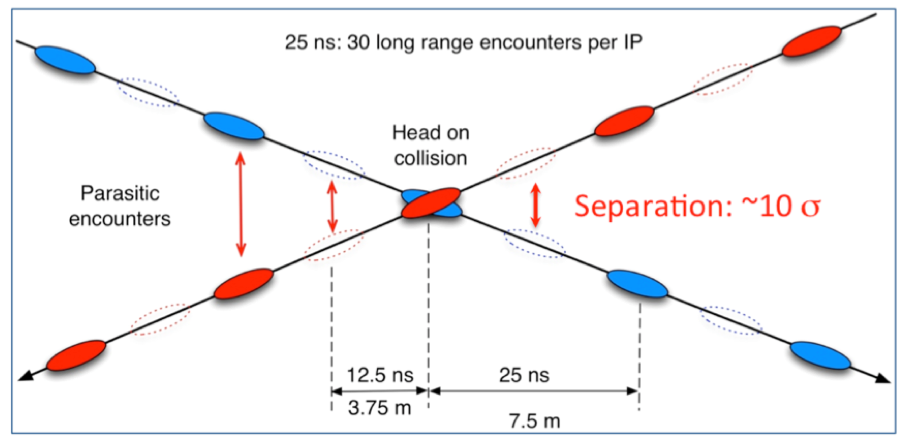 25 ns: 30 long range encounters per IP
Head on
collision
Parasitic
encounters
Separation: ~10 σ
12.5 ns
25 ns
3.75 m
7.5 m